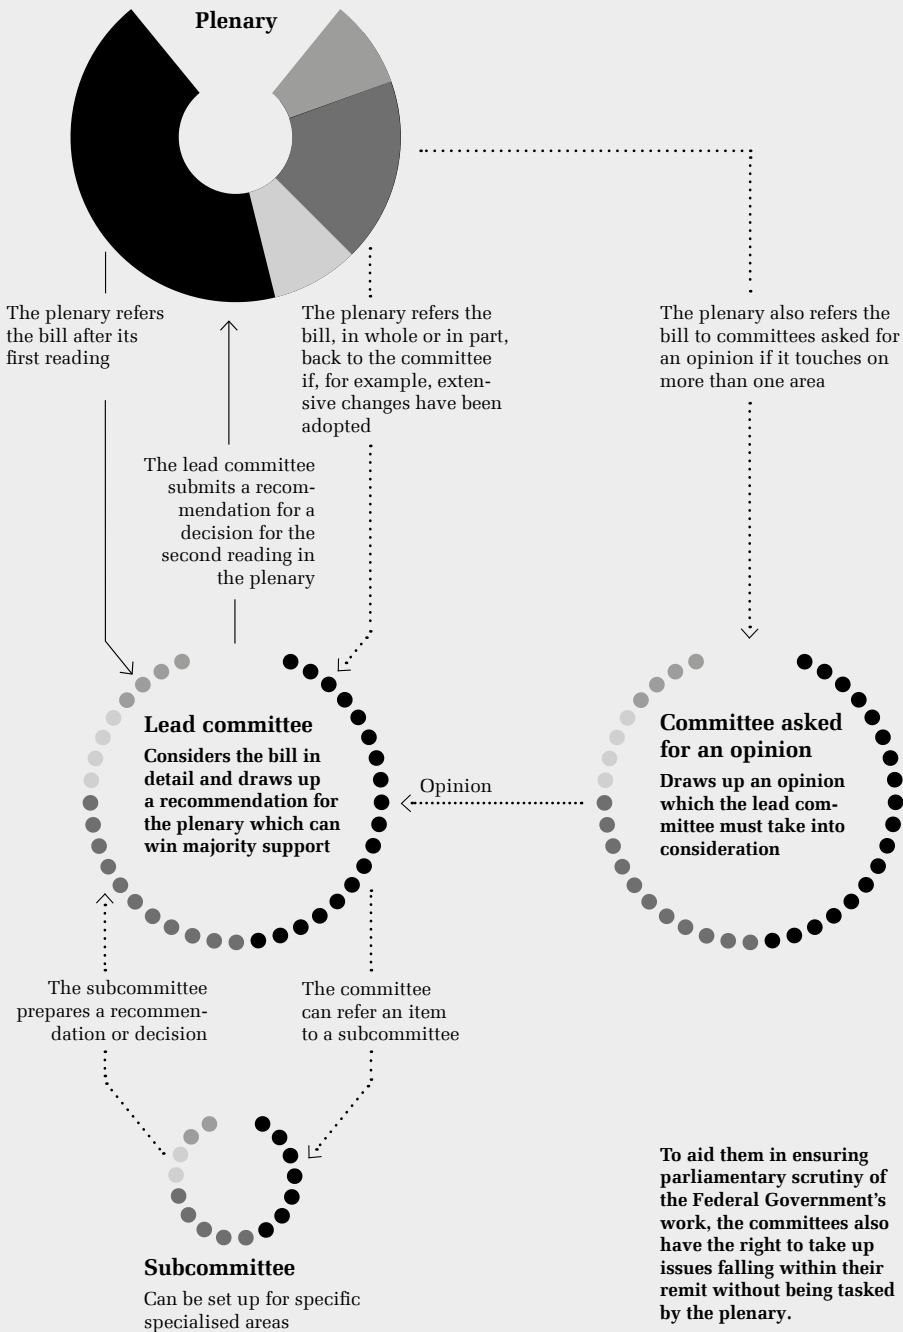 Plenary
The plenary refers
the bill after its
first reading
The plenary refers the
bill, in whole or in part,
back to the committee
if, for example, exten-
sive changes have been
adopted
The plenary also refers the
bill to committees asked for
an opinion if it touches on
more than one area
The lead committee
submits a recom-
mendation for a
decision for the
second reading in
the plenary
Lead committee
Considers the bill in
detail and draws up
a recommendation for
the plenary which can
win majority support
Opinion
Committee asked
for an opinion
Draws up an opinion
which the lead com-
mittee must take into
consideration
The subcommittee
prepares a recommen-
dation or decision
The committee
can refer an item
to a subcommittee
Subcommittee
Can be set up for specific
specialised areas
To aid them in ensuring
parliamentary scrutiny of
the Federal Government's
work, the committees also
have the right to take up
issues falling within their
remit without being tasked
by the plenary.